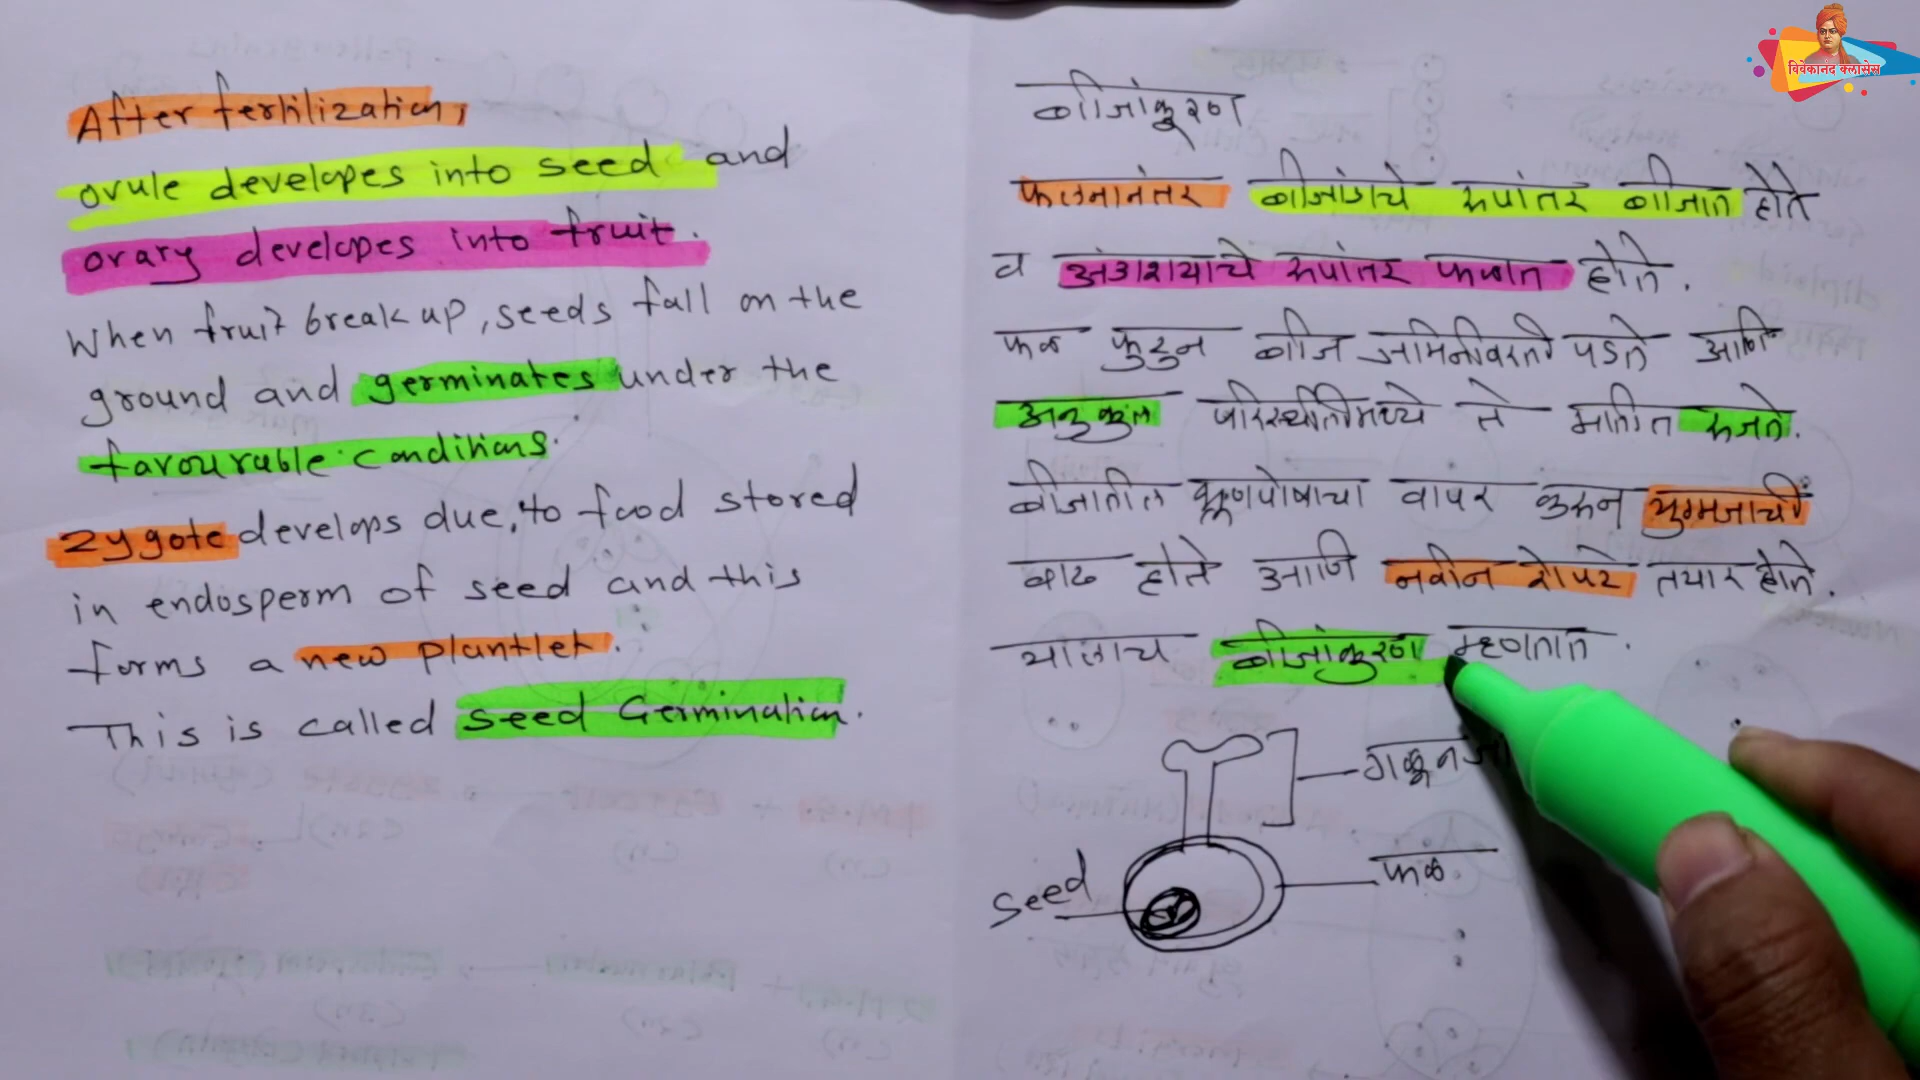 After fertilization,
ovule developes into seed and
ovary developes into fruit.
When fruit break up, seeds fall on the
ground and germinates under the
favourable conditions.
Zygote develops due to food stored
in endosperm of seed and this
forms a new plantlet.
This is called seed Germination.
बीजांकूरण
फलनानंतर बीजांडाचे रुपांतर बीजात होते
व अंडाशयाचे रुपांतर फळात होते.
फळ फुटुन बीज जमिनीवरती पडते आणि
अनुकूल परिस्थीतीमध्ये ते मातीत रुजते.
बीजातील भ्रूणपोषाचा वापर करून युग्मजाची
वाढ होते आणि नवीन रोपटे तयार होते.
यालाच बीजांकुरण म्हणतात.
फळ
seed
विवेकानंद क्लासेस